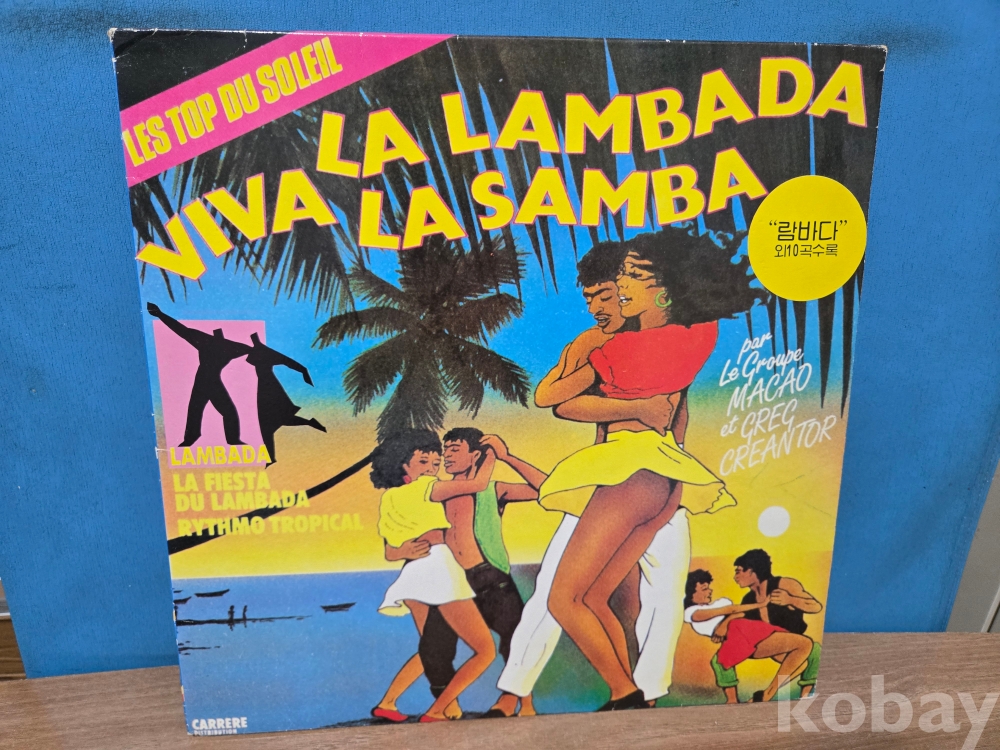 LES TOP DU SOLEIL
VIVA
LA LAMBADA
LA SAMBA
"람바다"
외10곡수록
par
Le Groupe
MACAO
et GREG
CREANTOR
LAMBADA
LA FIESTA
DU LAMBADA
RYTHMO TROPICAL
CARRERE
DISTRIBUTION
kobay